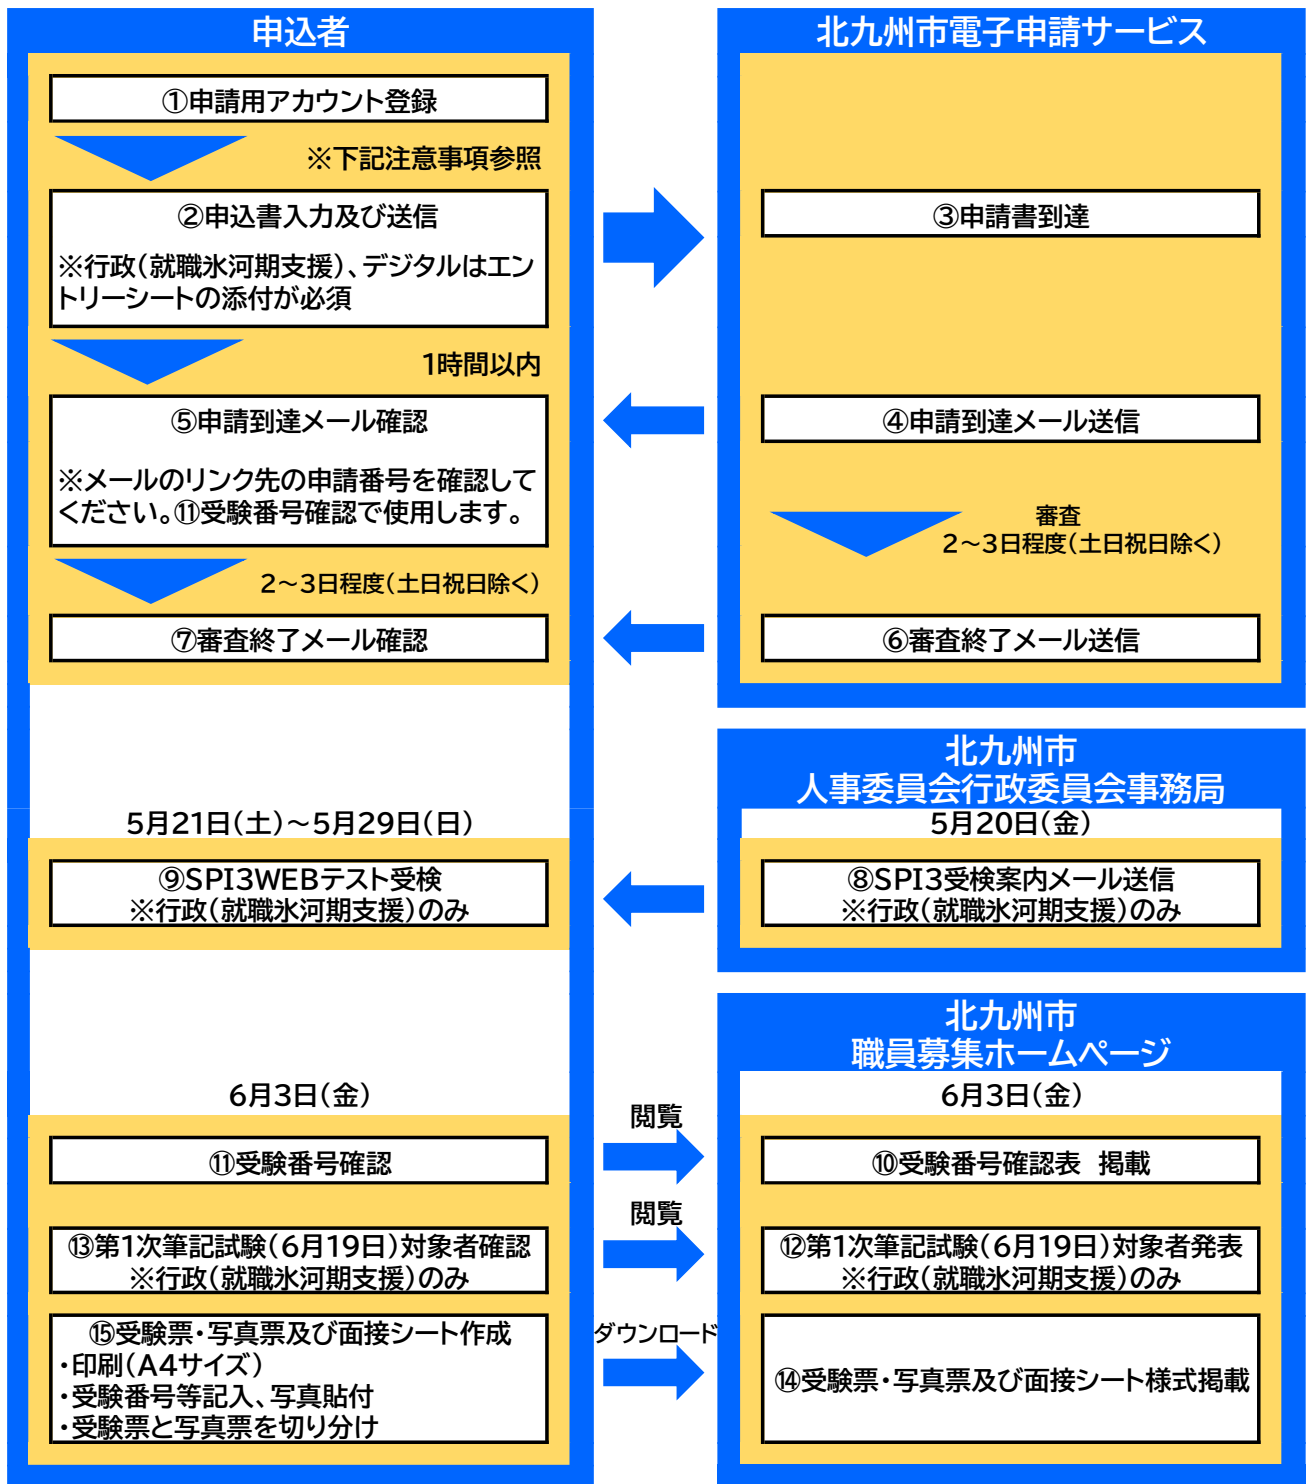 申込者
北九州市電子申請サービス
①申請用アカウント登録
※下記注意事項参照
②申込書入力及び送信
※行政(就職氷河期支援)、デジタルはエン
トリーシートの添付が必須
③申請書到達
1時間以内
⑤申請到達メール確認
※メールのリンク先の申請番号を確認して
ください。⑪受験番号確認で使用します。
④申請到達メール送信
審査
2~3日程度(土日祝日除く)
2~3日程度(土日祝日除く)
⑦審査終了メール確認
⑥審査終了メール送信
北九州市
人事委員会行政委員会事務局
5月21日(土)~5月29日(日)
5月20日(金)
⑨SPI3WEBテスト受検
※行政(就職氷河期支援)のみ
⑧SPI3受検案内メール送信
※行政(就職氷河期支援)のみ
北九州市
職員募集ホームページ
6月3日(金)
6月3日(金)
閲覧
⑪受験番号確認
⑩受験番号確認表 掲載
閲覧
⑬第1次筆記試験(6月19日)対象者確認
※行政(就職氷河期支援)のみ
⑫第1次筆記試験(6月19日)対象者発表
※行政(就職氷河期支援)のみ
⑮受験票・写真票及び面接シート作成
・印刷(A4サイズ)
・受験番号等記入、写真貼付
・受験票と写真票を切り分け
ダウンロード
⑭受験票・写真票及び面接シート様式掲載